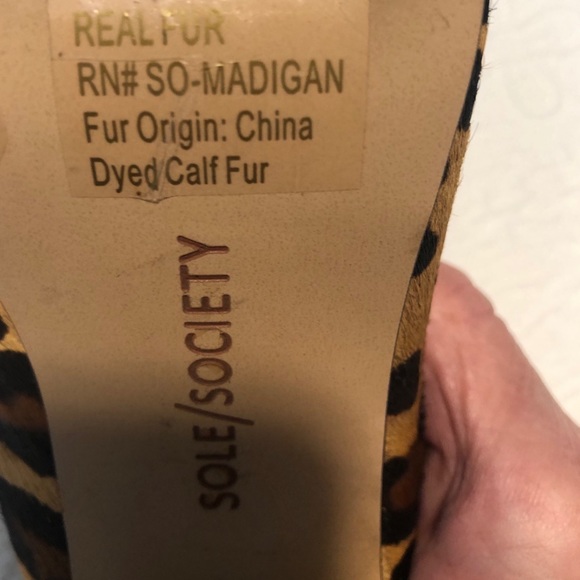 REAL FUR
RN# SO-MADIGAN
Fur Origin: China
Dyed Calf Fur
SOLE/SOCIETY